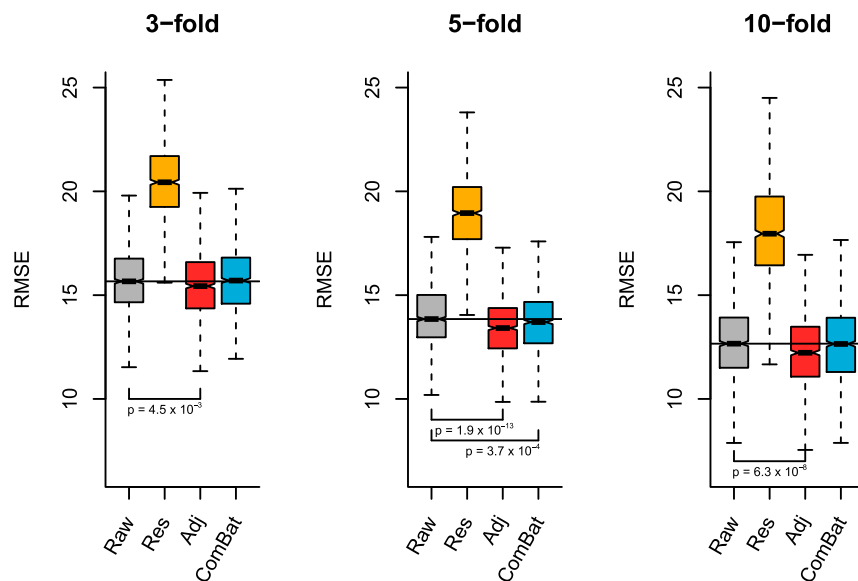 3−fold
RMSE
25
20
15
10
p = 4.5 x 10⁻³
Raw
Res
Adj
ComBat
5−fold
RMSE
25
20
15
10
p = 1.9 x 10⁻¹³
p = 3.7 x 10⁻⁴
Raw
Res
Adj
ComBat
10−fold
RMSE
25
20
15
10
p = 6.3 x 10⁻⁸
Raw
Res
Adj
ComBat